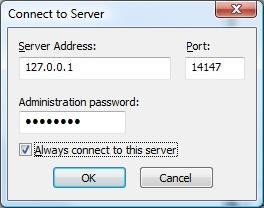 Connect to Server
Server Address: Port:
127.0.0.1 14147
Administration password:
●●●●●●●●
Always connect to this server
OK Cancel